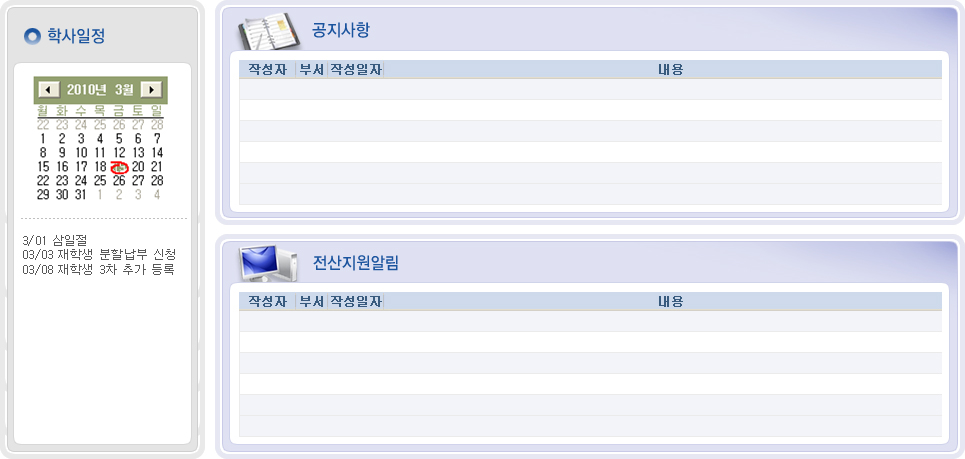 학사일정
2010년 3월
월 화 수 목 금 토 일
22 23 24 25 26 27 28
1 2 3 4 5 6 7
8 9 10 11 12 13 14
15 16 17 18 20 21
22 23 24 25 26 27 28
29 30 31 1 2 3 4
3/01 삼일절
03/03 재학생 분할납부 신청
03/08 재학생 3차 추가 등록
공지사항
작성자 부서 작성일자 내용
전산지원알림
작성자 부서 작성일자 내용